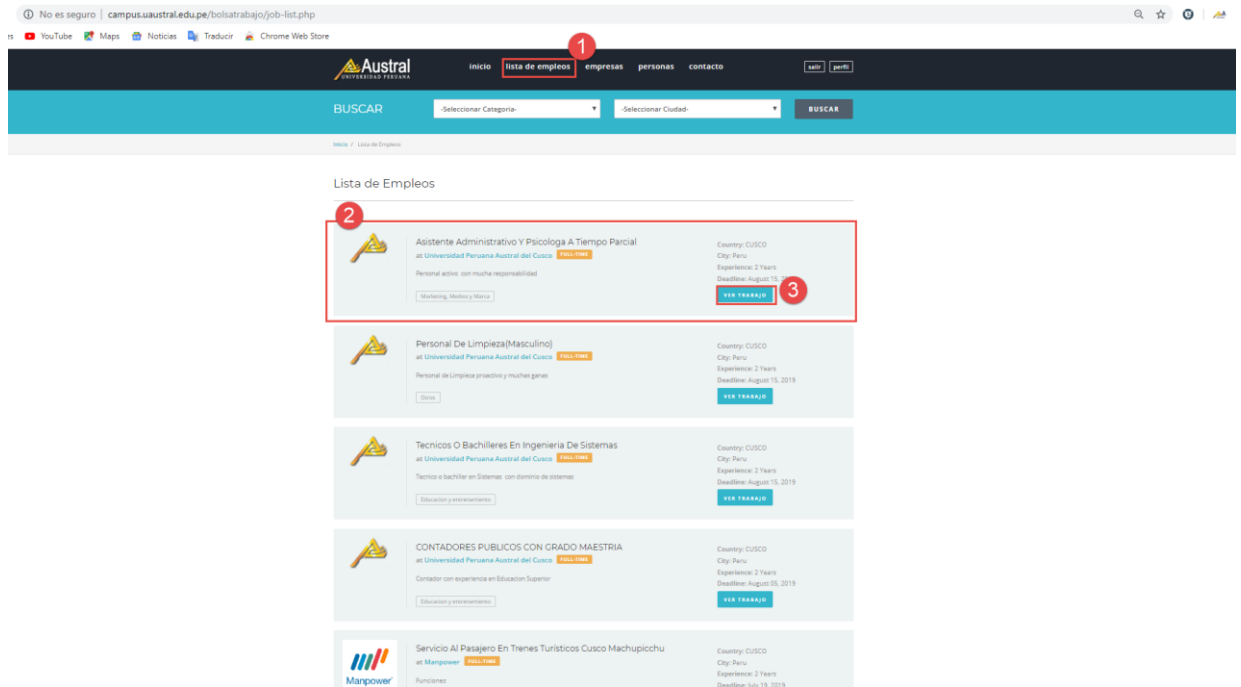 No es seguro | campus.uaustral.edu.pe/bolsatrabajo/job-list.php
YouTube Maps Noticias Traducir Chrome Web Store
1
Austral
UNIVERSIDAD PERUANA
inicio lista de empleos empresas personas contacto salir perfil
BUSCAR -Seleccionar Categoria- -Seleccionar Ciudad- BUSCAR
Inicio / Lista de Empleos
Lista de Empleos
2
Asistente Administrativo Y Psicologa A Tiempo Parcial
at Universidad Peruana Austral del Cusco FULL-TIME
Personal activo con mucha responsabilidad
Marketing, Medios y Marca
Country: CUSCO
City: Peru
Experience: 2 Years
Deadline: August 15,
VER TRABAJO
3
Personal De Limpieza(Masculino)
at Universidad Peruana Austral del Cusco FULL-TIME
Personal de Limpieza proactivo y muchas ganas
Otros
Country: CUSCO
City: Peru
Experience: 2 Years
Deadline: August 15, 2019
VER TRABAJO
Tecnicos O Bachilleres En Ingenieria De Sistemas
at Universidad Peruana Austral del Cusco FULL-TIME
Tecnico o bachiller en Sistemas con dominio de sistemas
Educacion y entrenamiento
Country: CUSCO
City: Peru
Experience: 2 Years
Deadline: August 15, 2019
VER TRABAJO
CONTADORES PUBLICOS CON GRADO MAESTRIA
at Universidad Peruana Austral del Cusco FULL-TIME
Contador con experiencia en Educacion Superior
Educacion y entrenamiento
Country: CUSCO
City: Peru
Experience: 2 Years
Deadline: August 05, 2019
VER TRABAJO
Manpower
Servicio Al Pasajero En Trenes Turísticos Cusco Machupicchu
at Manpower FULL-TIME
Funciones
Country: CUSCO
City: Peru
Experience: 2 Years
Deadline: July 19, 2019